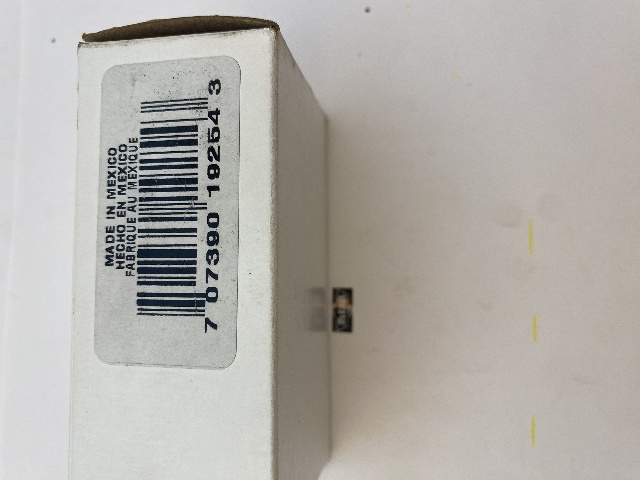 MADE IN MEXICO
HECHO EN MEXICO
FABRIQUE AU MEXIQUE
7 07390 19254 3